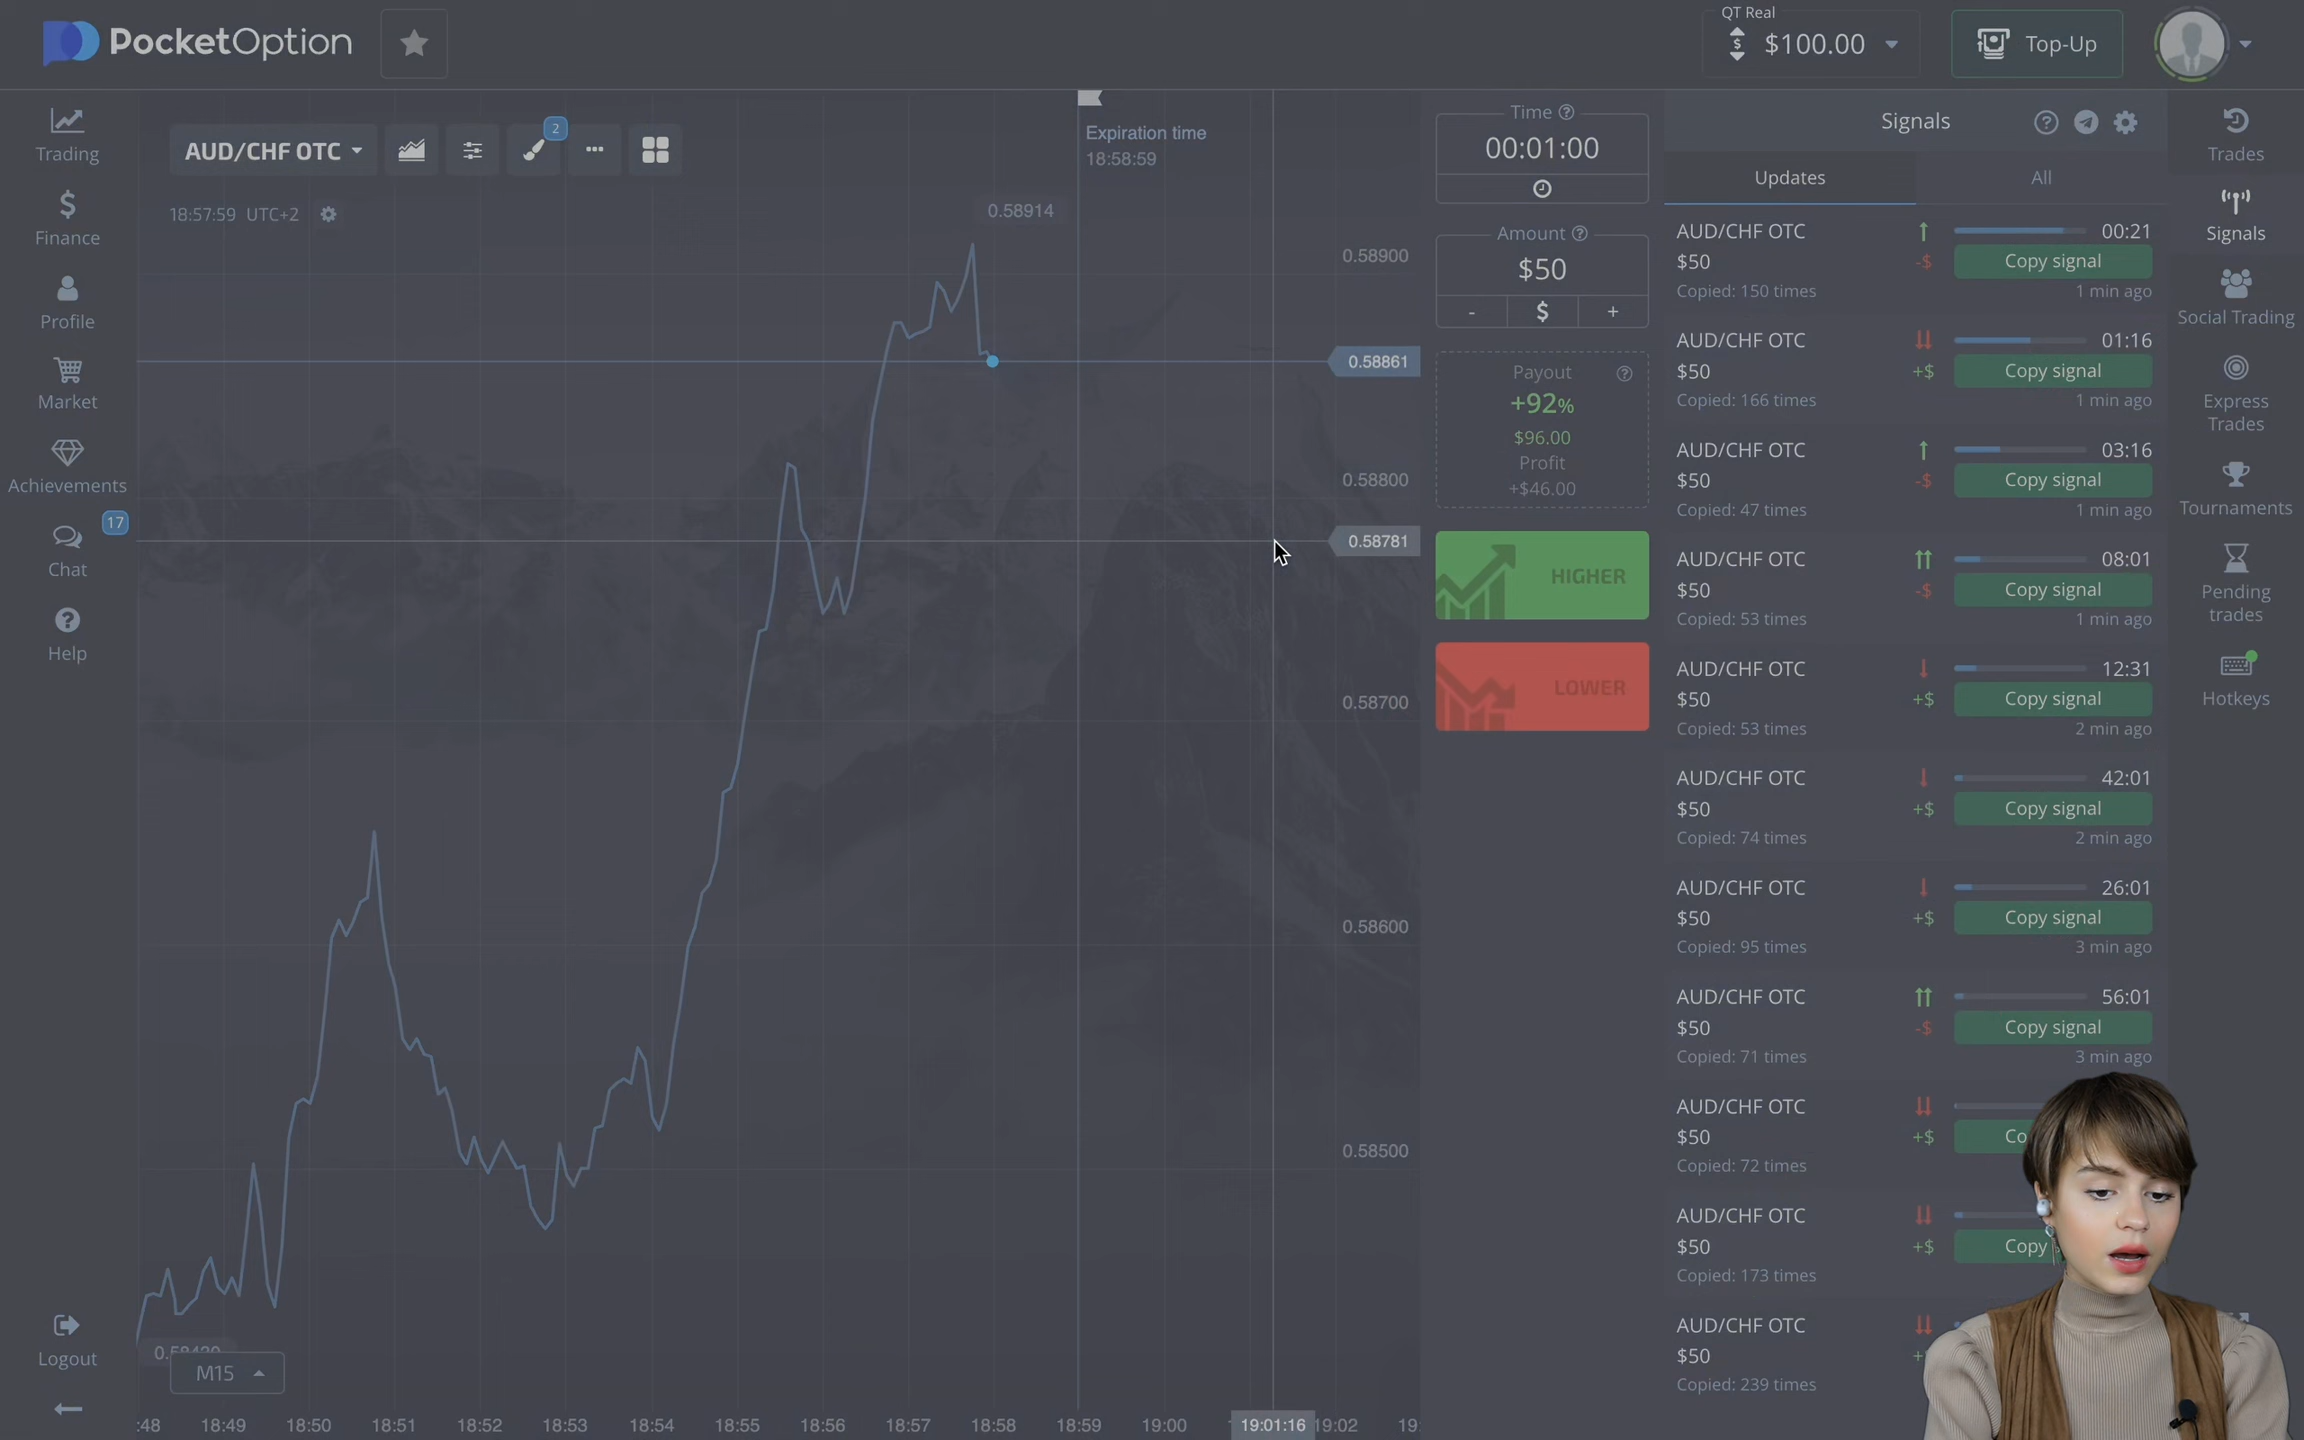 PocketOption
QT Real
$100.00
Top-Up
Trading
Finance
Profile
Market
Achievements
17
Chat
Help
Logout
AUD/CHF OTC
2
18:57:59 UTC+2
Expiration time
18:58:59
0.58914
0.58900
0.58861
0.58800
0.58781
0.58700
0.58600
0.58500
M15
:48
18:49
18:50
18:51
18:52
18:53
18:54
18:55
18:56
18:57
18:58
18:59
19:00
19:01:16
19:02
19:
Time
00:01:00
Amount
$50
-
$
+
Payout
+92%
$96.00
Profit
+$46.00
HIGHER
LOWER
Signals
Updates
All
AUD/CHF OTC 00:21
$50 -$ Copy signal
Copied: 150 times 1 min ago
AUD/CHF OTC 01:16
$50 +$ Copy signal
Copied: 166 times 1 min ago
AUD/CHF OTC 03:16
$50 -$ Copy signal
Copied: 47 times 1 min ago
AUD/CHF OTC 08:01
$50 -$ Copy signal
Copied: 53 times 1 min ago
AUD/CHF OTC 12:31
$50 +$ Copy signal
Copied: 53 times 2 min ago
AUD/CHF OTC 42:01
$50 +$ Copy signal
Copied: 74 times 2 min ago
AUD/CHF OTC 26:01
$50 +$ Copy signal
Copied: 95 times 3 min ago
AUD/CHF OTC 56:01
$50 -$ Copy signal
Copied: 71 times 3 min ago
AUD/CHF OTC
$50 +$ Co
Copied: 72 times
AUD/CHF OTC
$50 +$ Copy
Copied: 173 times
AUD/CHF OTC
$50 +
Copied: 239 times
Trades
Signals
Social Trading
Express
Trades
Tournaments
Pending
trades
Hotkeys